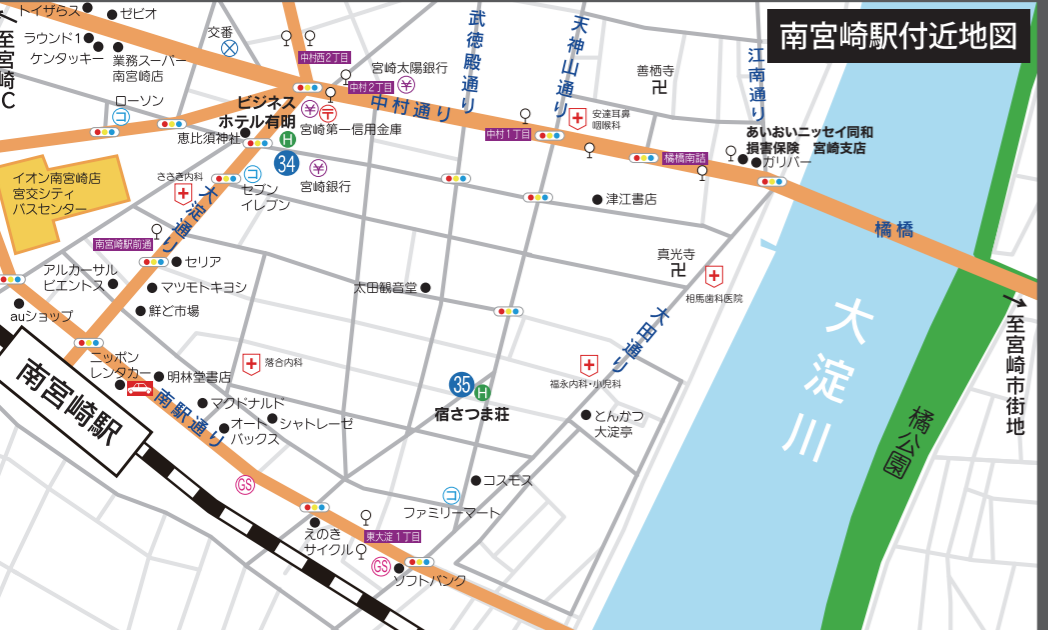 南宮崎駅付近地図
トイザらス
ゼビオ
至宮崎C
ラウンド1
ケンタッキー
業務スーパー
南宮崎店
交番
中村西2丁目
武徳殿通り
天神山通り
江南通り
宮崎太陽銀行
中村2丁目
善栖寺
卍
ローソン
コ
ビジネス
ホテル有明
¥
¥
〒
中村通り
宮崎第一信用金庫
中村1丁目
安達耳鼻
咽喉科
あいおいニッセイ同和
損害保険 宮崎支店
ガリバー
橘橋南詰
恵比須神社
H
34
¥
宮崎銀行
イオン南宮崎店
宮交シティ
バスセンター
ささき内科
大淀通り
コ
セブン
イレブン
津江書店
橘橋
南宮崎駅前通
セリア
真光寺
卍
アルカーサル
ビエントス
マツモトキヨシ
太田観音堂
相馬歯科医院
auショップ
鮮ど市場
大田通り
大淀川
至宮崎市街地
南宮崎駅
ニッポン
レンタカー
明林堂書店
落合内科
福永内科・小児科
南駅通り
マクドナルド
オート
バックス
シャトレーゼ
35
H
宿さつま荘
とんかつ
大淀亭
橘公園
GS
コスモス
コ
ファミリーマート
えのき
サイクル
東大淀1丁目
GS
ソフトバンク